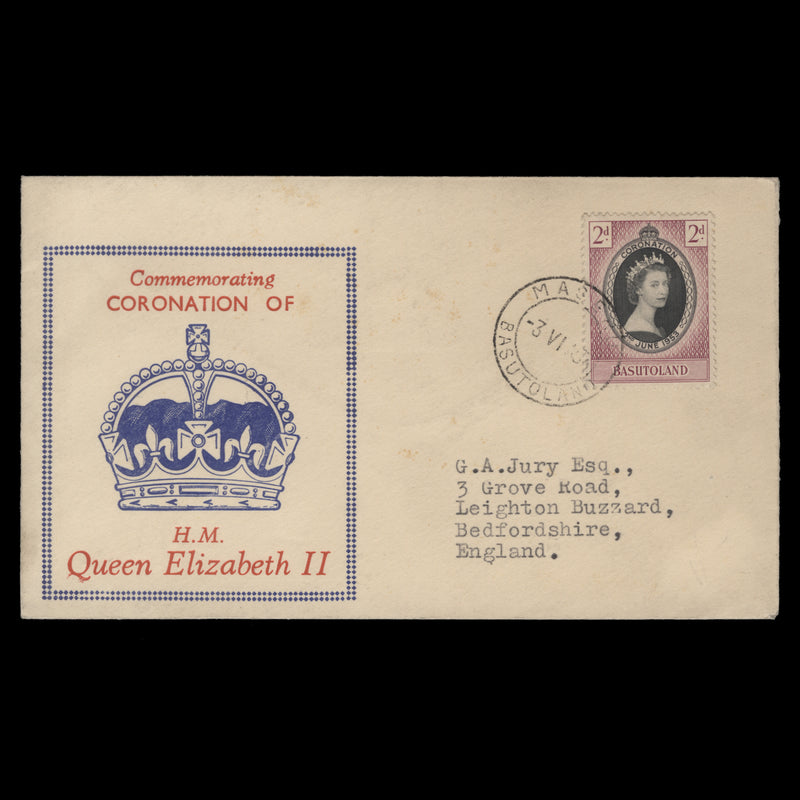 Commemorating
CORONATION OF
H.M.
Queen Elizabeth II
2d. 2d.
CORONATION
2ND JUNE 1953
BASUTOLAND
-3 VI
BASUTOLAND
G.A.Jury Esq.,
3 Grove Road,
Leighton Buzzard,
Bedfordshire,
England.